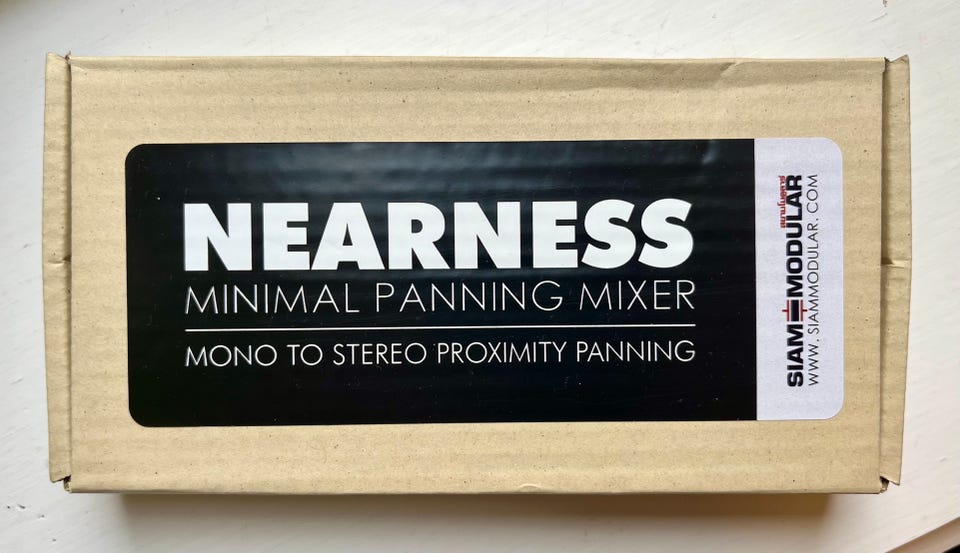 NEARNESS
MINIMAL PANNING MIXER
MONO TO STEREO PROXIMITY PANNING
SIAM MODULAR
WWW. SIAMMODULAR. COM